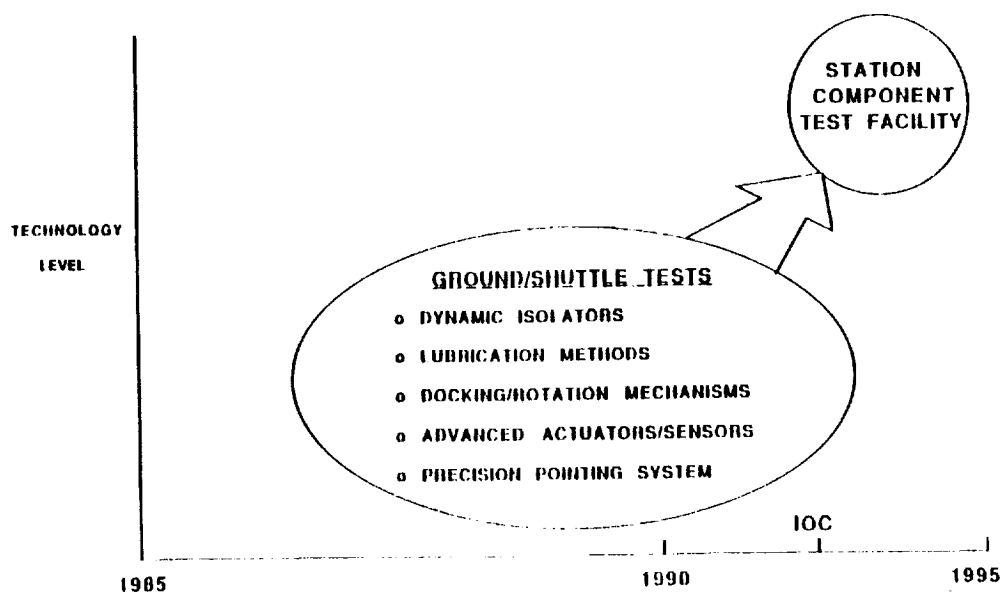 STATION
COMPONENT
TEST FACILITY
TECHNOLOGY
LEVEL
GROUND/SHUTTLE TESTS
o DYNAMIC ISOLATORS
o LUBRICATION METHODS
o DOCKING/ROTATION MECHANISMS
o ADVANCED ACTUATORS/SENSORS
o PRECISION POINTING SYSTEM
IOC
1985 1990 1995